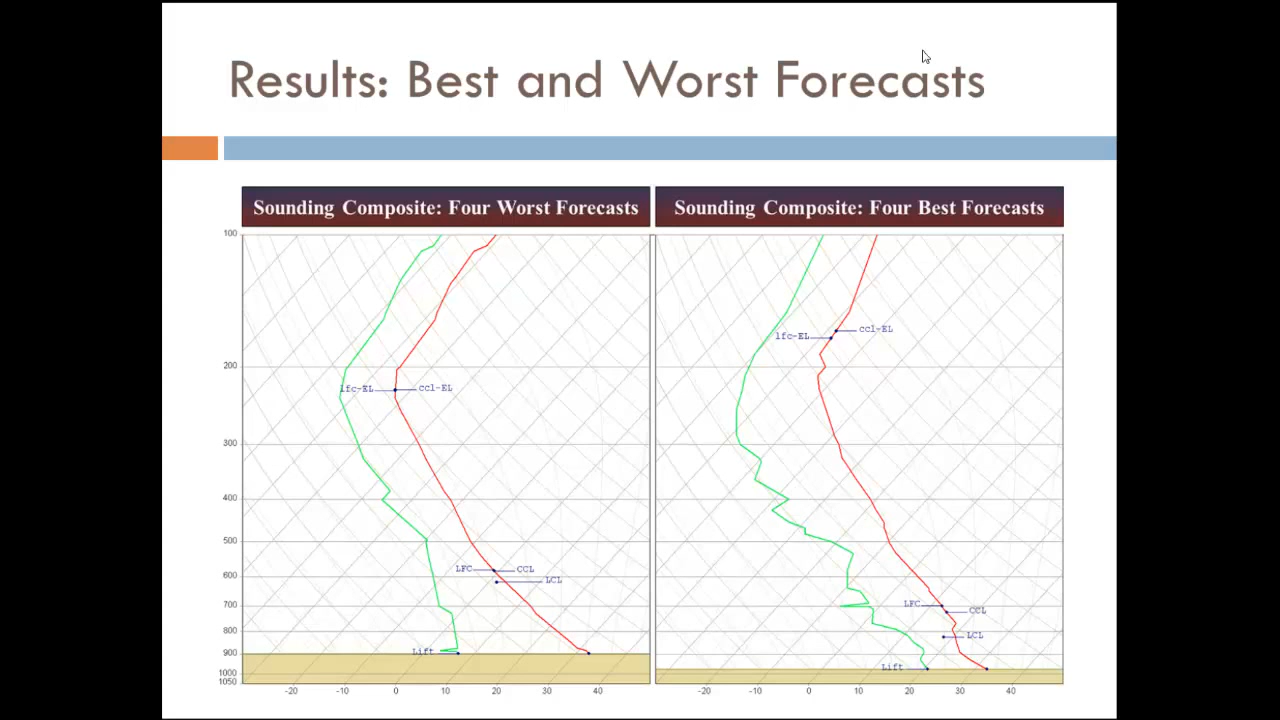 Results: Best and Worst Forecasts
Sounding Composite: Four Worst Forecasts
Sounding Composite: Four Best Forecasts
100
200
300
400
500
600
700
800
900
1000
1050
lfc-EL
ccl-EL
LFC
CCL
LCL
Lift
-20
-10
0
10
20
30
40
lfc-EL
ccl-EL
LFC
CCL
LCL
Lift
-20
-10
0
10
20
30
40